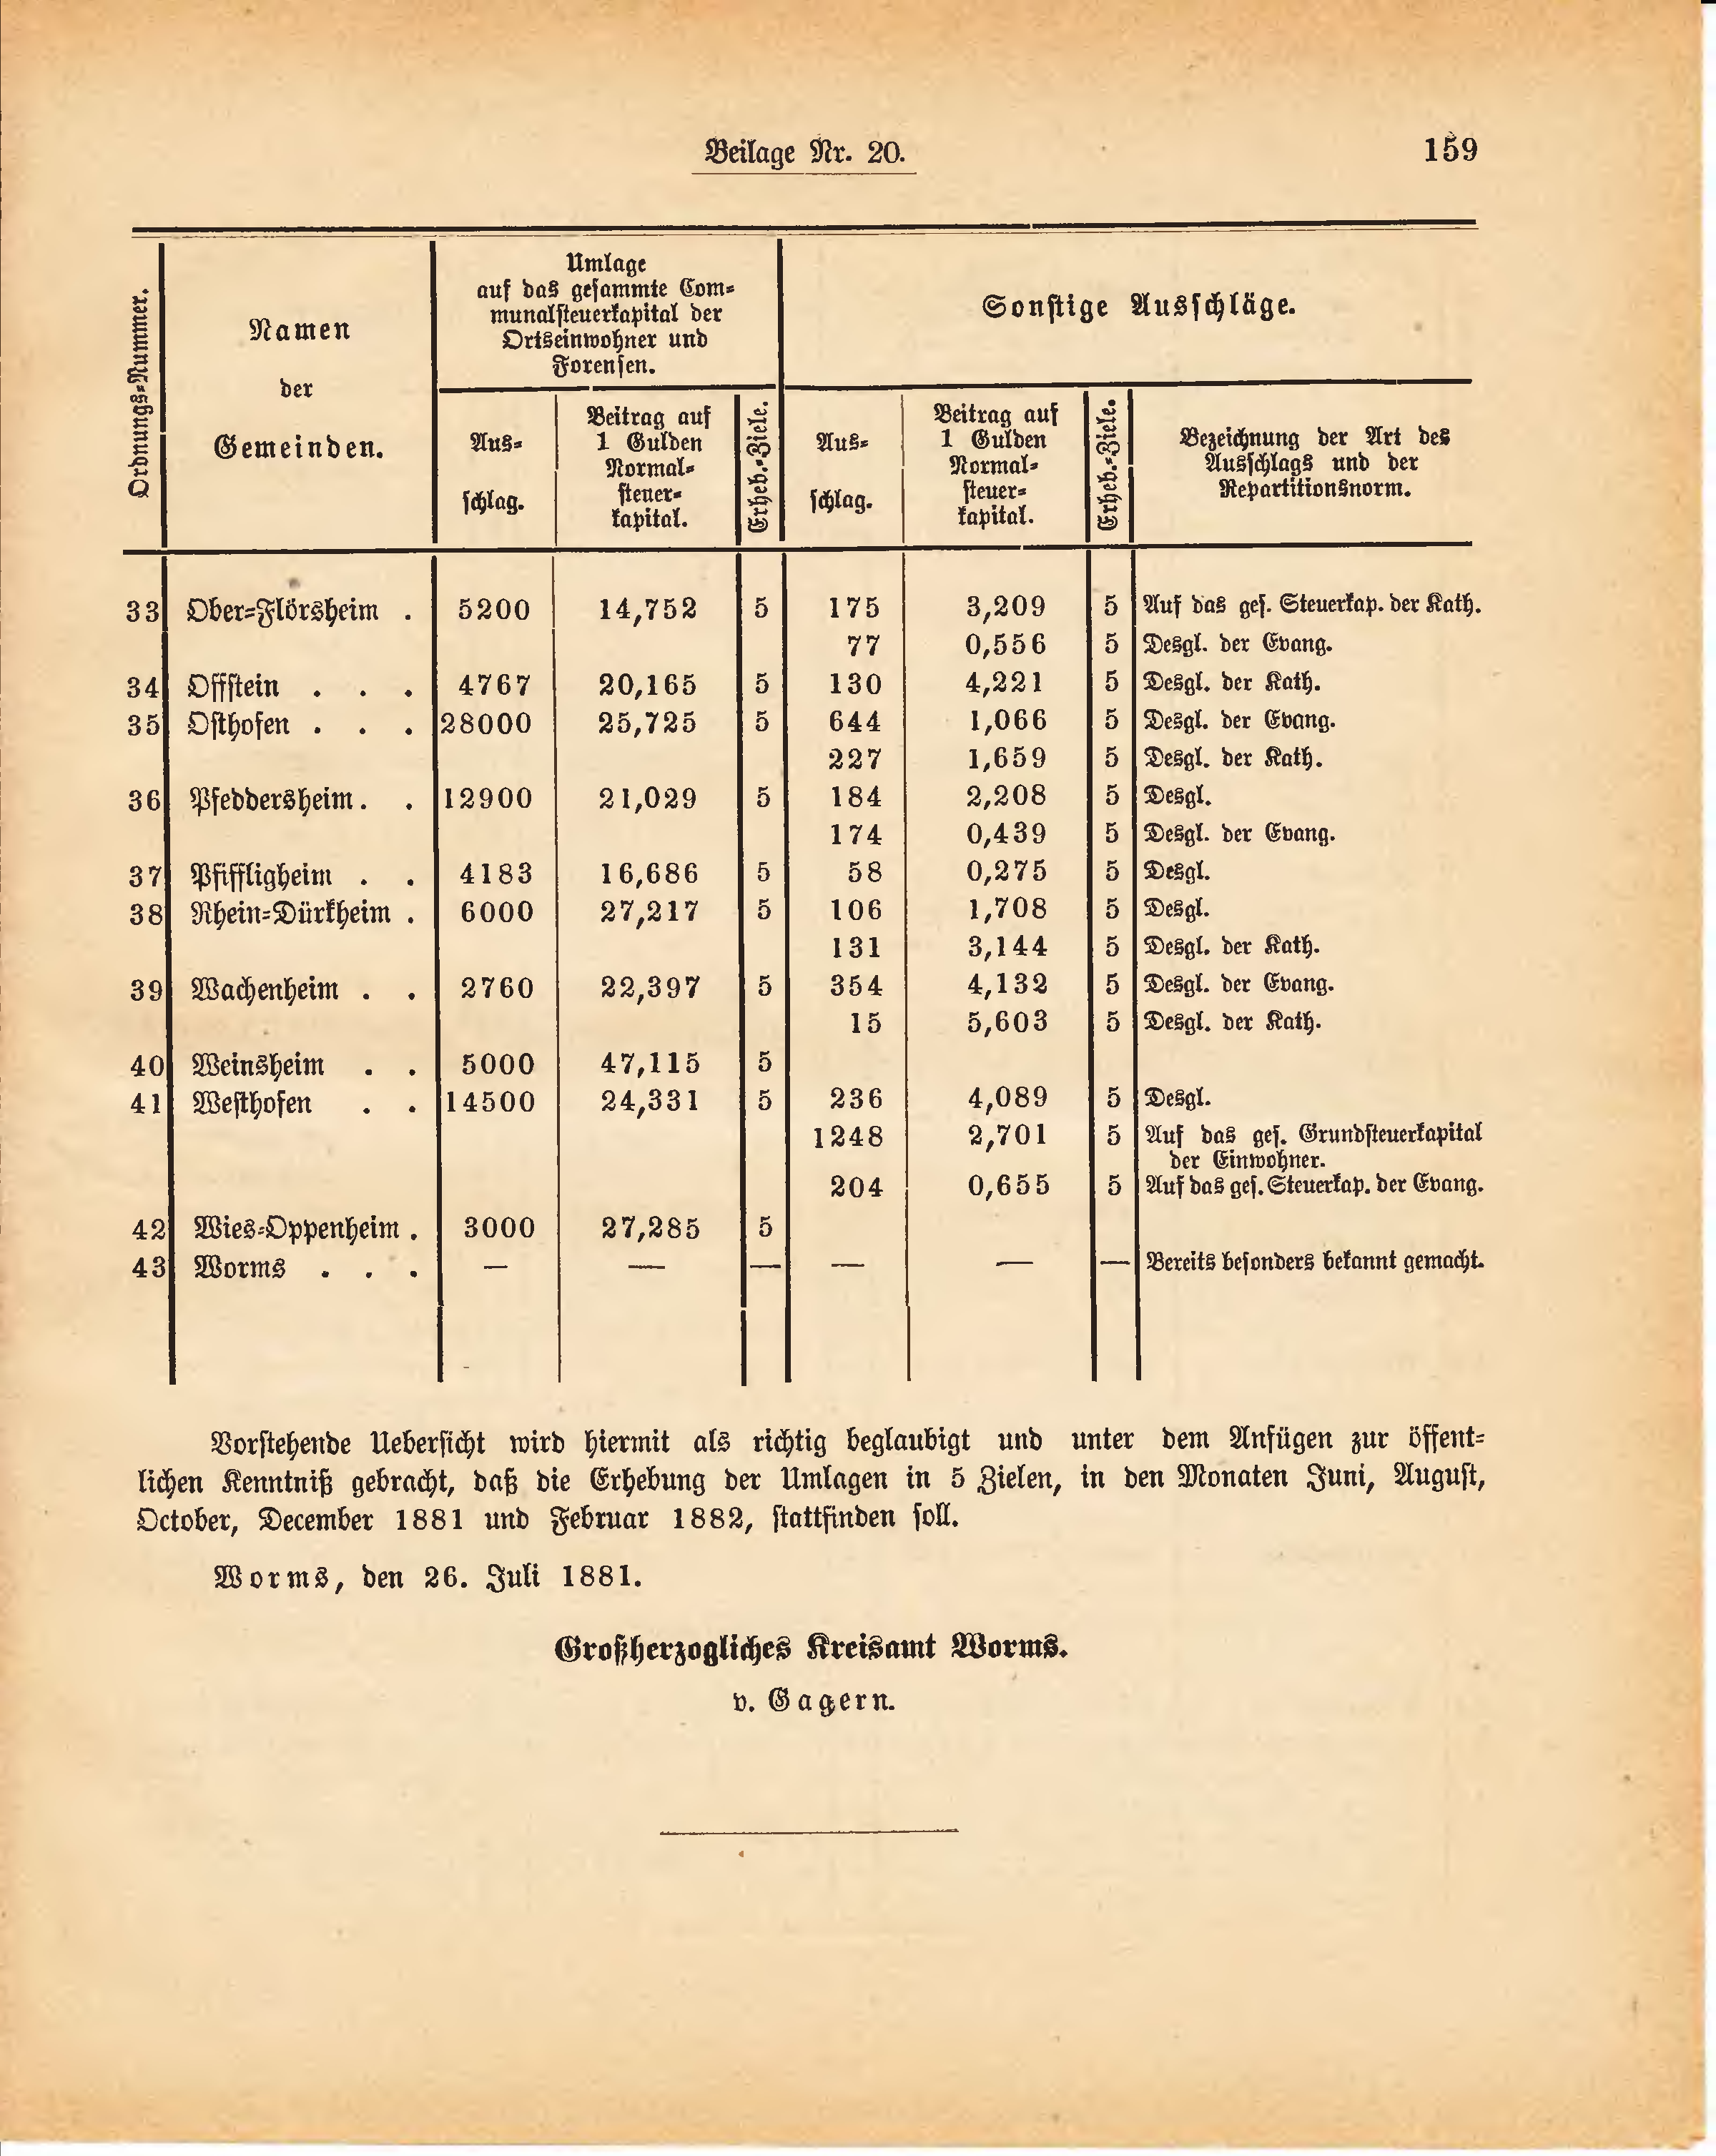 Beilage Nr. 20.
159
Ordnungs-Nummer.
Namen
der
Gemeinden.
Umlage
auf das gesammte Com-
munalsteuerkapital der
Ortseinwohner und
Forensen.
Sonstige Ausschläge.
Aus-
schlag.
Beitrag auf
1 Gulden
Normal-
steuer-
kapital.
Erheb.-Ziele.
Aus-
schlag.
Beitrag auf
1 Gulden
Normal-
steuer-
kapital.
Erheb.-Ziele.
Bezeichnung der Art des
Ausschlags und der
Repartitionsnorm.
33 Ober-Flörsheim . 5200 14,752 5 175 3,209 5 Auf das ges. Steuerkap. der Kath.
77 0,556 5 Desgl. der Evang.
34 Offstein . . . 4767 20,165 5 130 4,221 5 Desgl. der Kath.
35 Osthofen . . . 28000 25,725 5 644 1,066 5 Desgl. der Evang.
227 1,659 5 Desgl. der Kath.
36 Pfeddersheim . . 12900 21,029 5 184 2,208 5 Desgl.
174 0,439 5 Desgl. der Evang.
37 Pfiffligheim . . 4183 16,686 5 58 0,275 5 Desgl.
38 Rhein-Dürkheim . 6000 27,217 5 106 1,708 5 Desgl.
131 3,144 5 Desgl. der Kath.
39 Wachenheim . . 2760 22,397 5 354 4,132 5 Desgl. der Evang.
15 5,603 5 Desgl. der Kath.
40 Weinsheim . . 5000 47,115 5
41 Westhofen . . 14500 24,331 5 236 4,089 5 Desgl.
1248 2,701 5 Auf das ges. Grundsteuerkapital
der Einwohner.
204 0,655 5 Auf das ges. Steuerkap. der Evang.
42 Wies-Oppenheim . 3000 27,285 5
43 Worms . . . — — — — — — Bereits besonders bekannt gemacht.
Vorstehende Uebersicht wird hiermit als richtig beglaubigt und unter dem Anfügen zur öffent-
lichen Kenntniß gebracht, daß die Erhebung der Umlagen in 5 Zielen, in den Monaten Juni, August,
October, December 1881 und Februar 1882, stattfinden soll.
Worms, den 26. Juli 1881.
Großherzogliches Kreisamt Worms.
v. Gagern.